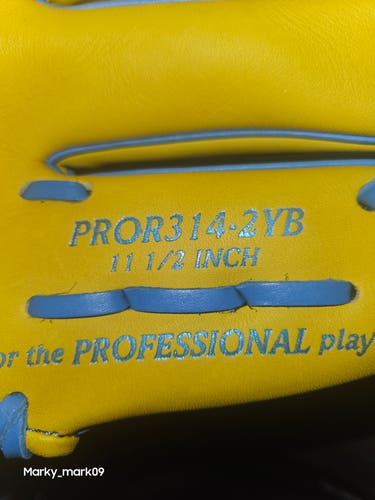 PROR314-2YB
11 1/2 INCH
or the PROFESSIONAL play
Marky_mark09